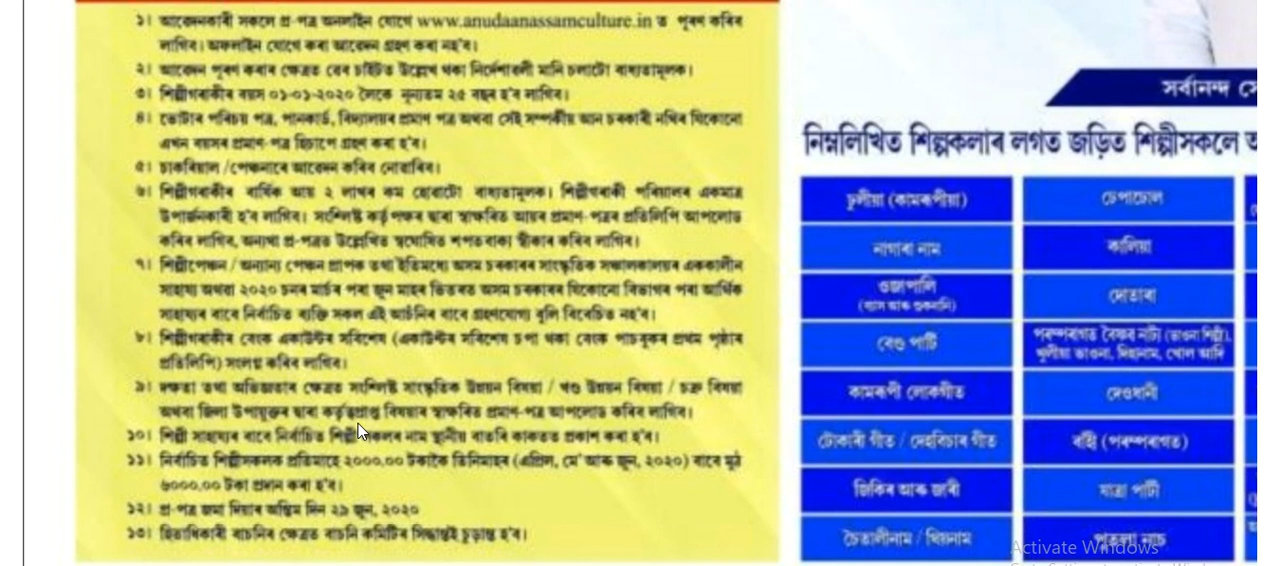 ১। আবেদনকাৰী সকলে প্ৰ-পত্ৰ অনলাইন যোগে www.anudaanassamculture.in ত পূৰণ কৰিব
লাগিব। অফলাইন যোগে কৰা আবেদন গ্ৰহণ কৰা নহ'ব।
২। আবেদন পূৰণ কৰাৰ ক্ষেত্ৰত ৱেব চাইটত উল্লেখ থকা নিৰ্দেশাৱলী মানি চলাটো বাধ্যতামূলক।
৩। শিল্পীগৰাকীৰ বয়স ০১-০১-২০২০ লৈকে নূন্যতম ২৫ বছৰ হ'ব লাগিব।
৪। ভোটাৰ পৰিচয় পত্ৰ, পানকাৰ্ড, বিদ্যালয়ৰ প্ৰমাণ পত্ৰ অথবা সেই সম্পৰ্কীয় আন চৰকাৰী নথিৰ যিকোনো
এখন বয়সৰ প্ৰমাণ-পত্ৰ হিচাপে গ্ৰহণ কৰা হ'ব।
৫। চাকৰিয়াল /পেঞ্চনাৰে আবেদন কৰিব নোৱাৰিব।
৬। শিল্পীগৰাকীৰ বাৰ্ষিক আয় ২ লাখৰ কম হোৱাটো বাধ্যতামূলক। শিল্পীগৰাকী পৰিয়ালৰ একমাত্ৰ
উপাৰ্জনকাৰী হ'ব লাগিব। সংশ্লিষ্ট কৰ্তৃপক্ষৰ দ্বাৰা স্বাক্ষৰিত আয়ৰ প্ৰমাণ-পত্ৰৰ প্ৰতিলিপি আপলোড
কৰিব লাগিব, অন্যথা প্ৰ-পত্ৰত উল্লেখিত স্বঘোষিত শপতবাক্য স্বীকাৰ কৰিব লাগিব।
৭। শিল্পীপেঞ্চন / অন্যান্য পেঞ্চন প্ৰাপক তথা ইতিমধ্যে অসম চৰকাৰৰ সাংস্কৃতিক সঞ্চালকালয়ৰ এককালীন
সাহায্য অথবা ২০২০ চনৰ মাৰ্চৰ পৰা জুন মাহৰ ভিতৰত অসম চৰকাৰৰ যিকোনো বিভাগৰ পৰা আৰ্থিক
সাহায্যৰ বাবে নিৰ্বাচিত ব্যক্তি সকল এই আঁচনিৰ বাবে গ্ৰহণযোগ্য বুলি বিবেচিত নহ'ব।
৮। শিল্পীগৰাকীৰ বেংক একাউন্টৰ সবিশেষ (একাউন্টৰ সবিশেষ চপা থকা বেংক পাচবুকৰ প্ৰথম পৃষ্ঠাৰ
প্ৰতিলিপি) সংলগ্ন কৰিব লাগিব।
৯। দক্ষতা তথা অভিজ্ঞতাৰ ক্ষেত্ৰত সংশ্লিষ্ট সাংস্কৃতিক উন্নয়ন বিষয়া / খণ্ড উন্নয়ন বিষয়া / চক্ৰ বিষয়া
অথবা জিলা উপায়ুক্তৰ দ্বাৰা কৰ্তৃত্বপ্ৰাপ্ত বিষয়াৰ স্বাক্ষৰিত প্ৰমাণ-পত্ৰ আপলোড কৰিব লাগিব।
১০। শিল্পী সাহায্যৰ বাবে নিৰ্বাচিত শিল্পীসকলৰ নাম স্থানীয় বাতৰি কাকতত প্ৰকাশ কৰা হ'ব।
১১। নিৰ্বাচিত শিল্পীসকলক প্ৰতিমাহে ২০০০.০০ টকাকৈ তিনিমাহৰ (এপ্ৰিল, মে' আৰু জুন, ২০২০) বাবে মুঠ
৬০০০.০০ টকা প্ৰদান কৰা হ'ব।
১২। প্ৰ-পত্ৰ জমা দিয়াৰ অন্তিম দিন ২৯ জুন, ২০২০
১৩। হিতাধিকাৰী বাচনিৰ ক্ষেত্ৰত বাচনি কমিটিৰ সিদ্ধান্তই চূড়ান্ত হ'ব।
সৰ্বানন্দ সো
নিম্নলিখিত শিল্পকলাৰ লগত জড়িত শিল্পীসকলে
ঢুলীয়া (কামৰূপীয়া)
ঢেপাঢোল
নাগাৰা নাম
কালিয়া
ওজাপালি
(ব্যাস আৰু শুকনানি)
দোতাৰা
বেণ্ড পাৰ্টি
পৰম্পৰাগত বৈষ্ণৱ নাট্য (ভাওনা শিল্পী),
খুলীয়া ভাওনা, দিহানাম, খোল আদি
কামৰূপী লোকগীত
দেওধানী
টোকাৰী গীত / দেহবিচাৰ গীত
বাঁহী (পৰম্পৰাগত)
জিকিৰ আৰু জাৰী
যাত্ৰা পাৰ্টী
চৈতালীনাম / থিয়নাম
পুতলা নাচ
Activate Windows